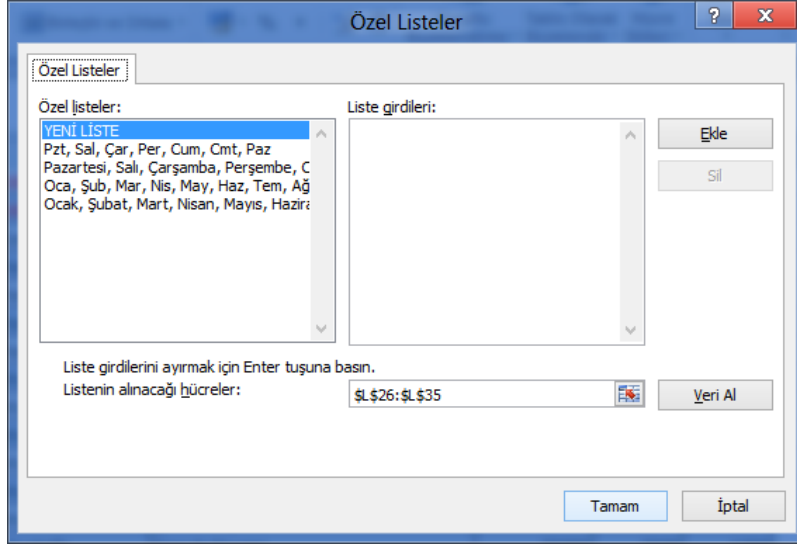 Özel Listeler
?
X
Özel Listeler
Özel listeler:
YENİ LİSTE
Pzt, Sal, Çar, Per, Cum, Cmt, Paz
Pazartesi, Salı, Çarşamba, Perşembe, C
Oca, Şub, Mar, Nis, May, Haz, Tem, Ağ
Ocak, Şubat, Mart, Nisan, Mayıs, Hazira
Liste girdileri:
Ekle
Sil
Liste girdilerini ayırmak için Enter tuşuna basın.
Listenin alınacağı hücreler:
$L$26:$L$35
Veri Al
Tamam
İptal